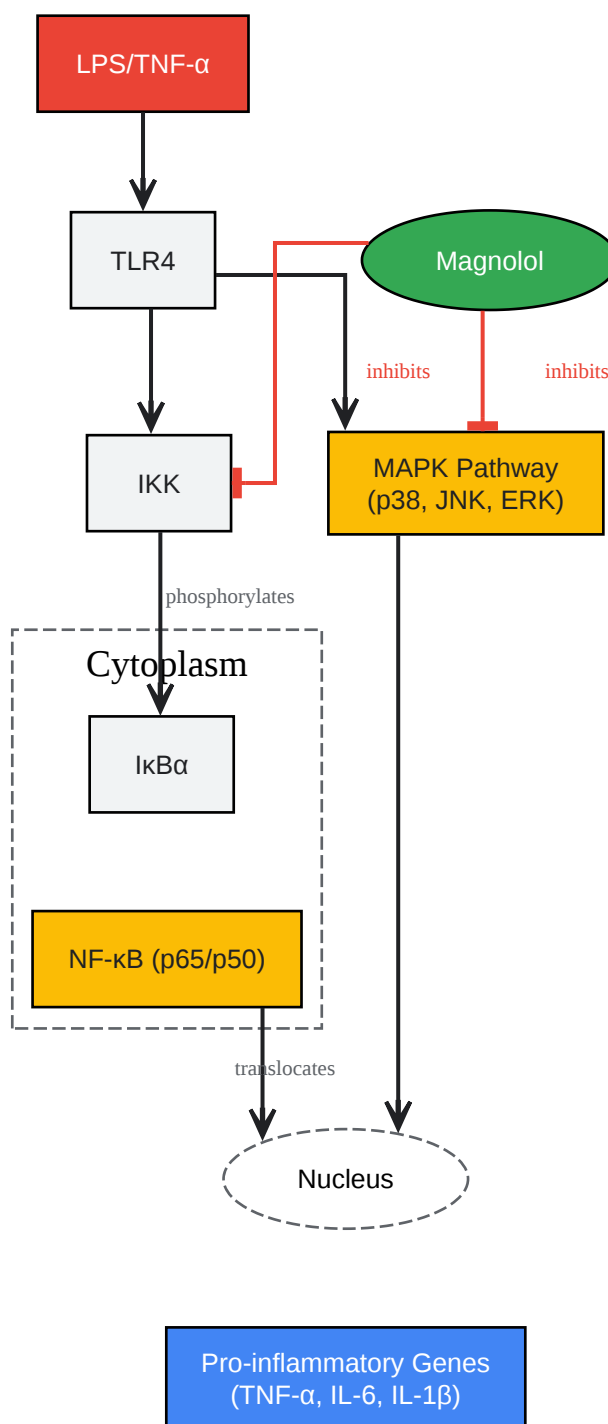 LPS/TNF-α
TLR4
Magnolol
inhibits
inhibits
IKK
MAPK Pathway
(p38, JNK, ERK)
phosphorylates
Cytoplasm
IκBα
NF-κB (p65/p50)
translocates
Nucleus
Pro-inflammatory Genes
(TNF-α, IL-6, IL-1β)